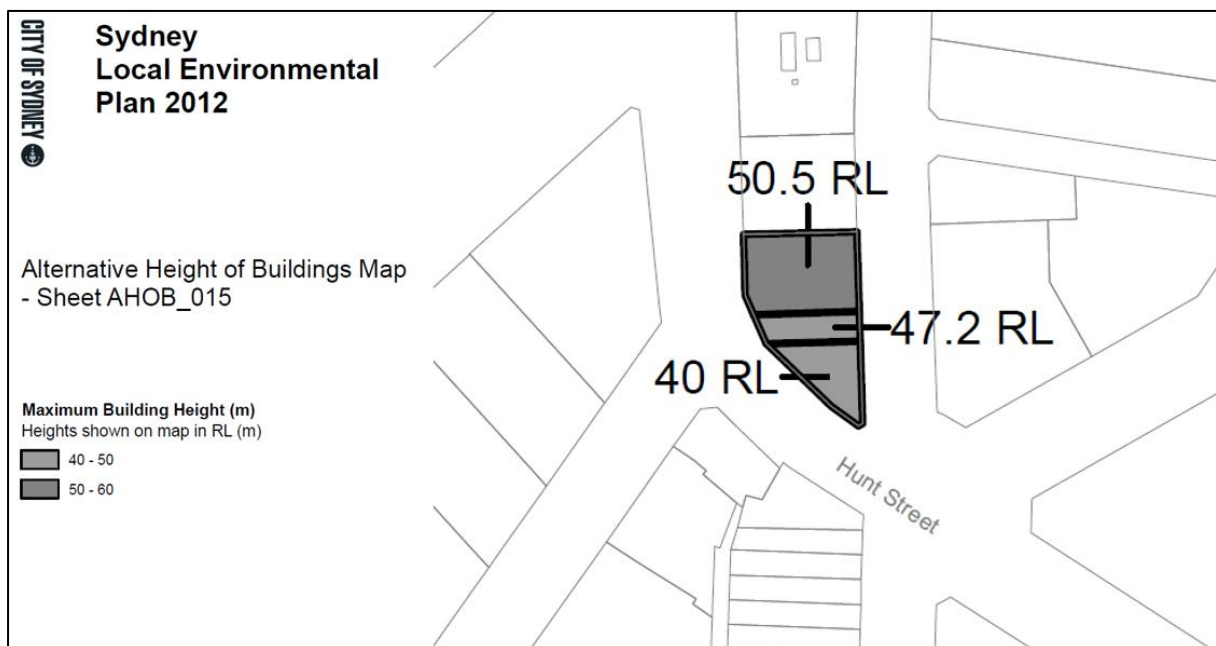 CITY OF SYDNEY
Sydney
Local Environmental
Plan 2012
Alternative Height of Buildings Map
- Sheet AHOB_015
Maximum Building Height (m)
Heights shown on map in RL (m)
40 - 50
50 - 60
50.5 RL
47.2 RL
40 RL
Hunt Street